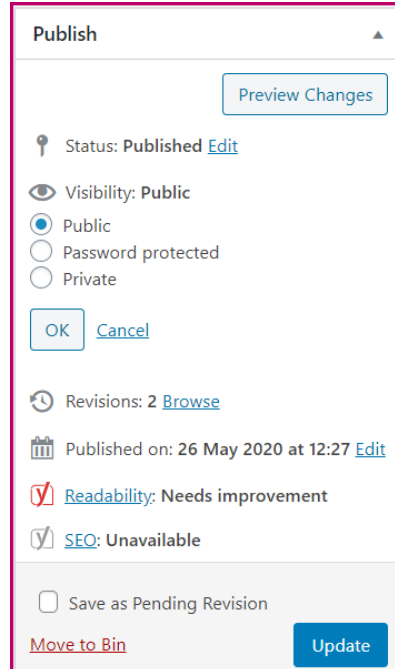 Publish
Preview Changes
Status: Published Edit
Visibility: Public
Public
Password protected
Private
OK Cancel
Revisions: 2 Browse
Published on: 26 May 2020 at 12:27 Edit
Readability: Needs improvement
SEO: Unavailable
Save as Pending Revision
Move to Bin Update